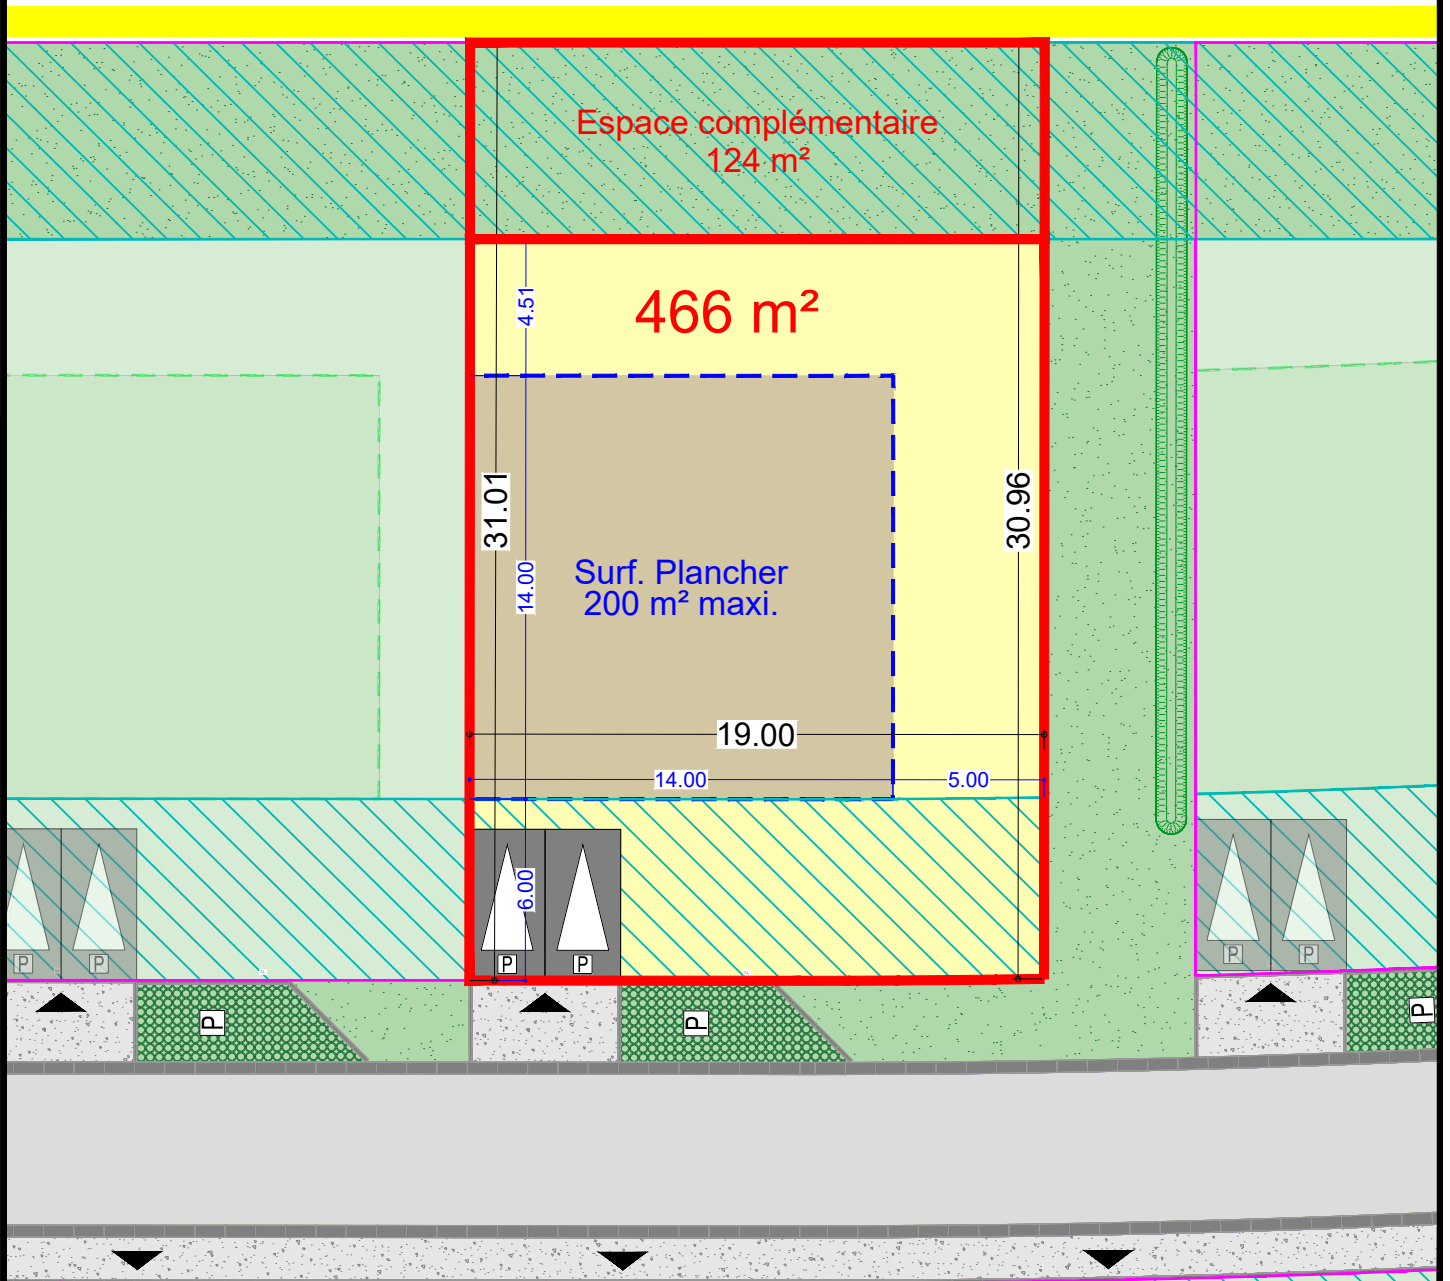 Espace complémentaire
124 m²
4.51
466 m²
31.01
30.96
14.00
Surf. Plancher
200 m² maxi.
19.00
14.00
5.00
6.00
P
P
P
P
P
P
P
P
P